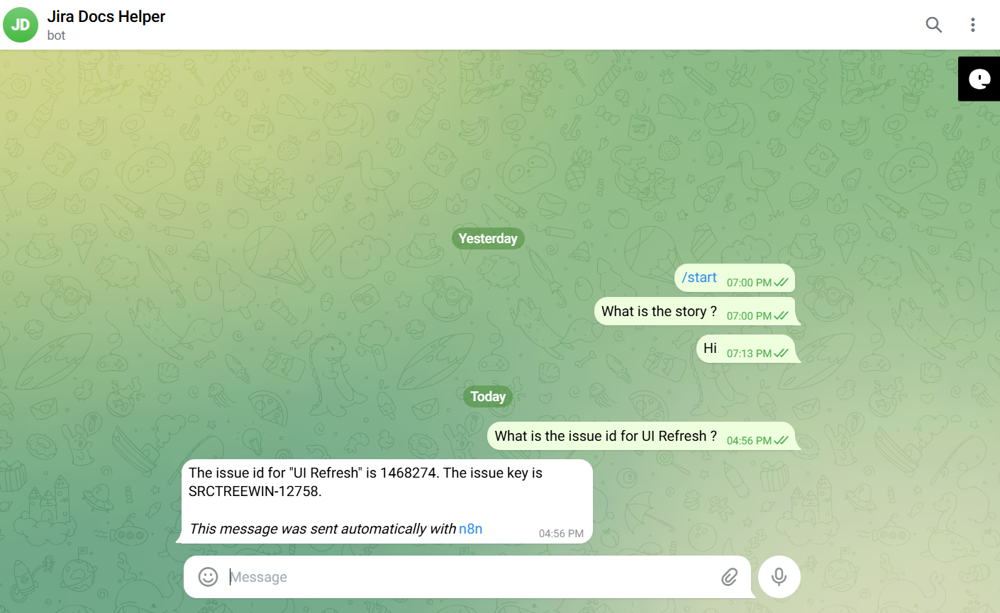 JD
Jira Docs Helper
bot
Yesterday
/start 07:00 PM
What is the story ? 07:00 PM
Hi 07:13 PM
Today
What is the issue id for UI Refresh ? 04:56 PM
The issue id for "UI Refresh" is 1468274. The issue key is
SRCTREEWIN-12758.
This message was sent automatically with n8n 04:56 PM
Message